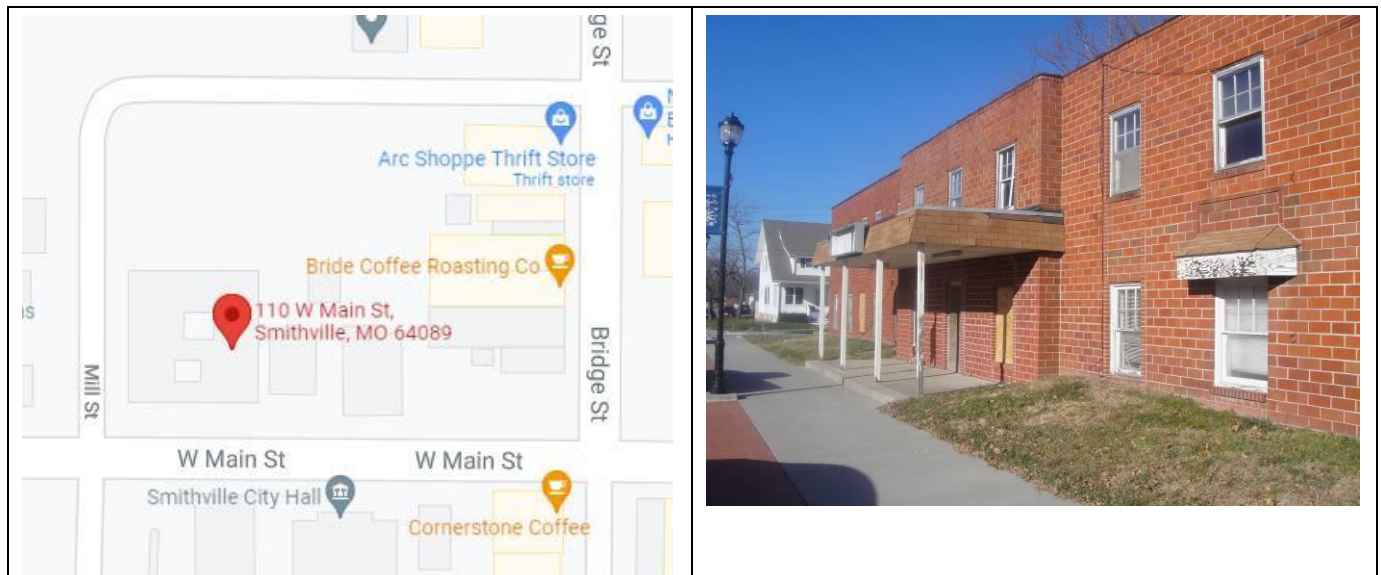 ge St
Arc Shoppe Thrift Store
Thrift store
Bride Coffee Roasting Co
110 W Main St,
Smithville, MO 64089
Mill St
Bridge St
W Main St
W Main St
Smithville City Hall
Cornerstone Coffee